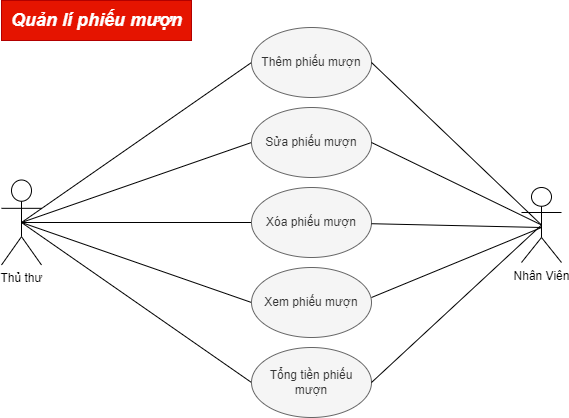 Quản lí phiếu mượn
Thêm phiếu mượn
Sửa phiếu mượn
Xóa phiếu mượn
Thủ thư
Nhân Viên
Xem phiếu mượn
Tổng tiền phiếu
mượn